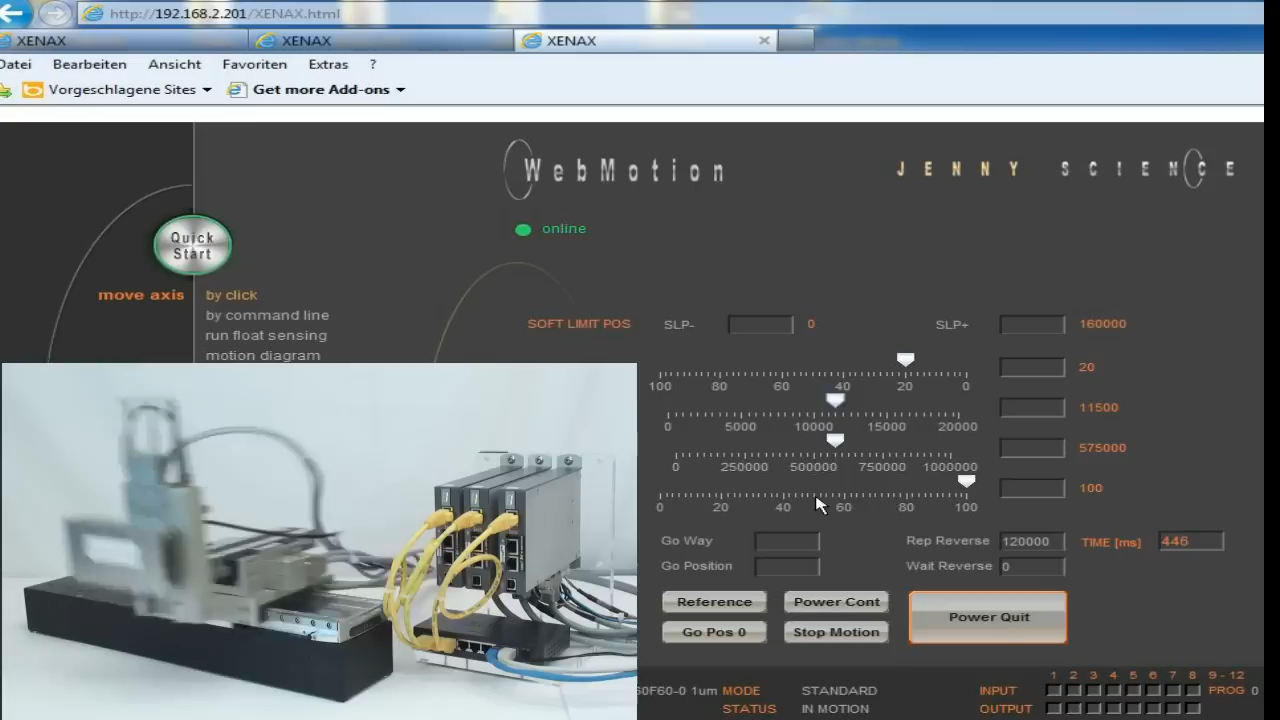 http://192.168.2.201/XENAX.html
XENAX XENAX XENAX
Datei Bearbeiten Ansicht Favoriten Extras ?
Vorgeschlagene Sites Get more Add-ons
WebMotion JENNY SCIENCE
online
Quick
Start
move axis by click
by command line
run float sensing
motion diagram
SOFT LIMIT POS SLP- 0 SLP+ 160000
20
100 80 60 40 20 0
11500
0 5000 10000 15000 20000
575000
0 250000 500000 750000 1000000
100
0 20 40 60 80 100
Go Way Rep Reverse 120000 TIME [ms] 446
Go Position Wait Reverse 0
Reference Power Cont Power Quit
Go Pos 0 Stop Motion
1 2 3 4 5 6 7 8 9 - 12
60F60-0 1um MODE STANDARD INPUT PROG 0
STATUS IN MOTION OUTPUT